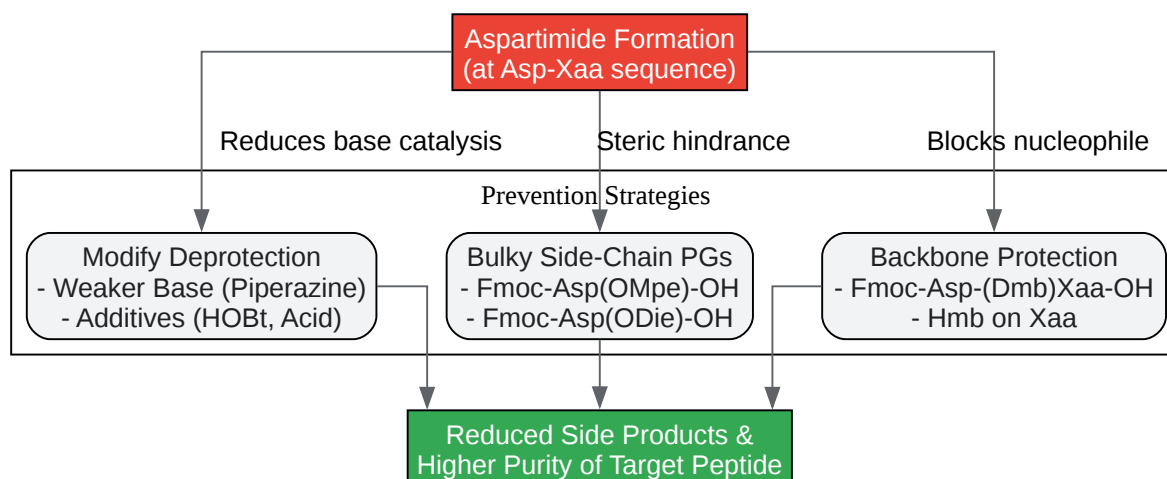 Aspartimide Formation
(at Asp-Xaa sequence)
Reduces base catalysis
Steric hindrance
Blocks nucleophile
Prevention Strategies
Modify Deprotection
- Weaker Base (Piperazine)
- Additives (HOBt, Acid)
Bulky Side-Chain PGs
- Fmoc-Asp(OMpe)-OH
- Fmoc-Asp(ODie)-OH
Backbone Protection
- Fmoc-Asp-(Dmb)Xaa-OH
- Hmb on Xaa
Reduced Side Products &
Higher Purity of Target Peptide